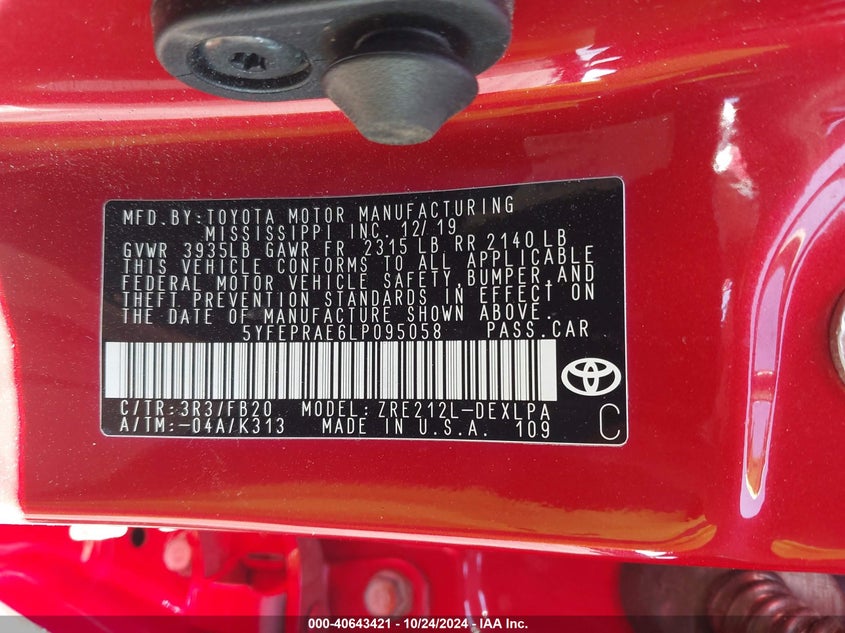 MFD.BY:TOYOTA MOTOR MANUFACTURING
MISSISSIPPI INC. 12/19
GVWR 3935LB GAWR FR 2315 LB RR 2140 LB
THIS VEHICLE CONFORMS TO ALL APPLICABLE
FEDERAL MOTOR VEHICLE SAFETY,BUMPER,AND
THEFT PREVENTION STANDARDS IN EFFECT ON
THE DATE OF MANUFACTURE SHOWN ABOVE.
5YFEPRAE6LP095058 PASS.CAR
C/TR:3R3/FB20 MODEL: ZRE212L-DEXLPA
A/TM:-04A/K313 MADE IN U.S.A. 109 C
000-40643421 - 10/24/2024 - IAA Inc.